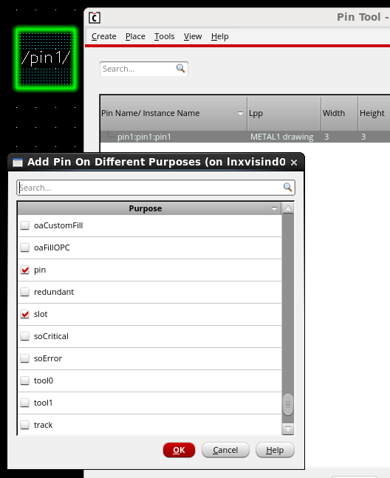 Pin Tool -
Create Place Tools View Help
/pin1/
Search...
Pin Name/ Instance Name Lpp Width Height
pin1:pin1:pin1 METAL1 drawing 3 3
Add Pin On Different Purposes (on lnxvisind0
Search...
Purpose
oaCustomFill
oaFillOPC
pin
redundant
slot
soCritical
soError
tool0
tool1
track
OK Cancel Help